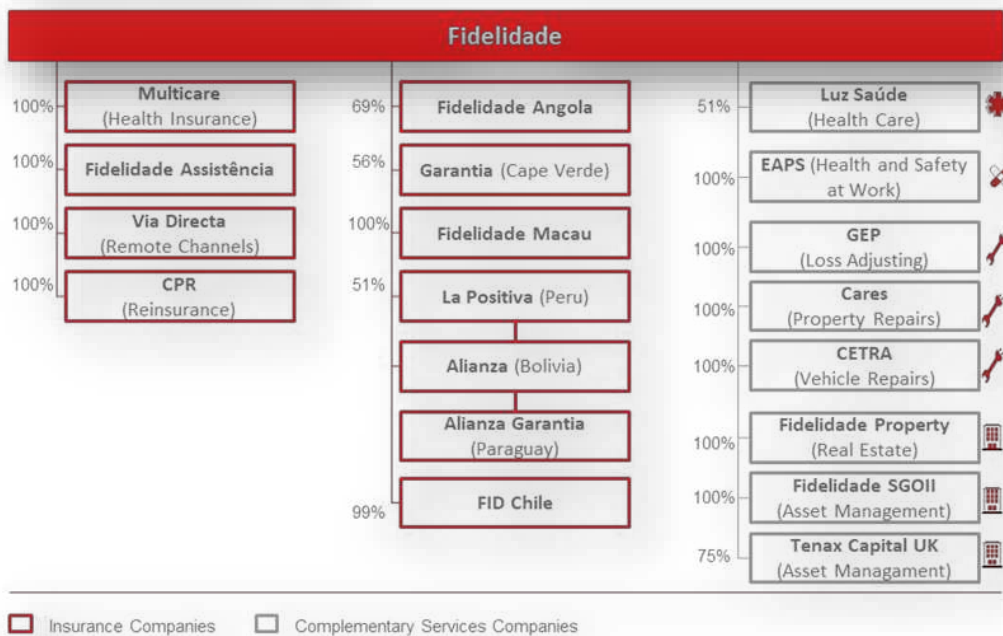 Fidelidade
100%
Multicare
(Health Insurance)
100%
Fidelidade Assistência
100%
Via Directa
(Remote Channels)
100%
CPR
(Reinsurance)
69%
Fidelidade Angola
56%
Garantia (Cape Verde)
100%
Fidelidade Macau
51%
La Positiva (Peru)
Alianza (Bolivia)
Alianza Garantia
(Paraguay)
99%
FID Chile
51%
Luz Saúde
(Health Care)
100%
EAPS (Health and Safety
at Work)
100%
GEP
(Loss Adjusting)
100%
Cares
(Property Repairs)
100%
CETRA
(Vehicle Repairs)
100%
Fidelidade Property
(Real Estate)
100%
Fidelidade SGOII
(Asset Management)
75%
Tenax Capital UK
(Asset Managament)
Insurance Companies
Complementary Services Companies